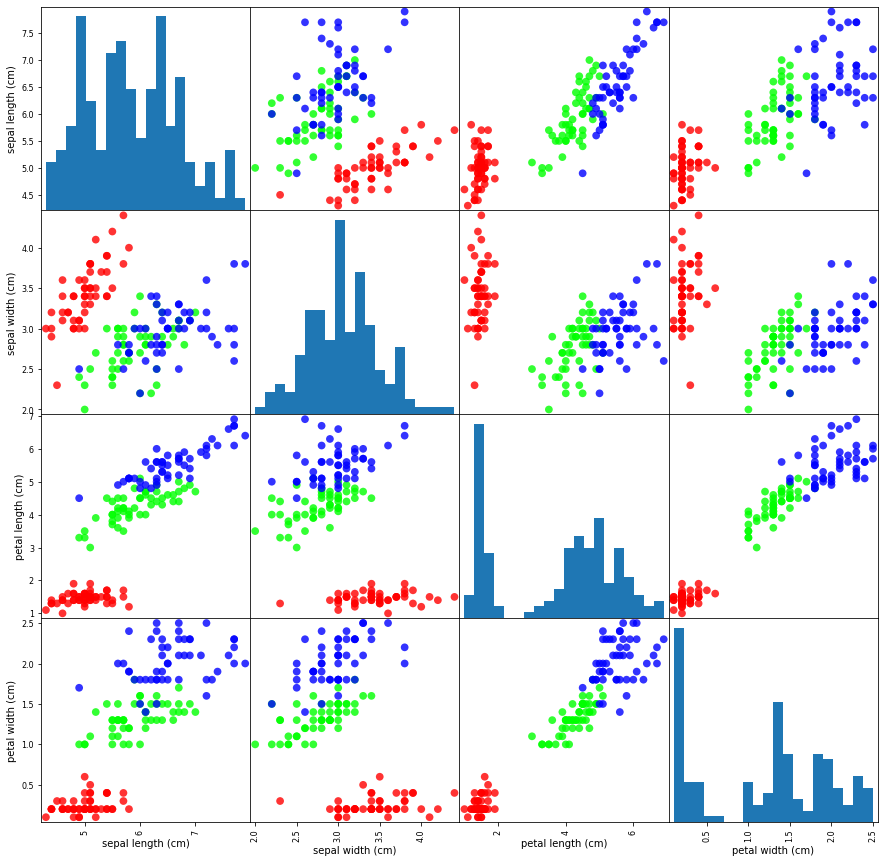 sepal length (cm)
7.5
7.0
6.5
6.0
5.5
5.0
4.5
sepal width (cm)
4.0
3.5
3.0
2.5
2.0
petal length (cm)
7
6
5
4
3
2
1
petal width (cm)
2.5
2.0
1.5
1.0
0.5
5 6 7
2.0 2.5 3.0 3.5 4.0
2 4 6
0.5 1.0 1.5 2.0 2.5
sepal length (cm)
sepal width (cm)
petal length (cm)
petal width (cm)